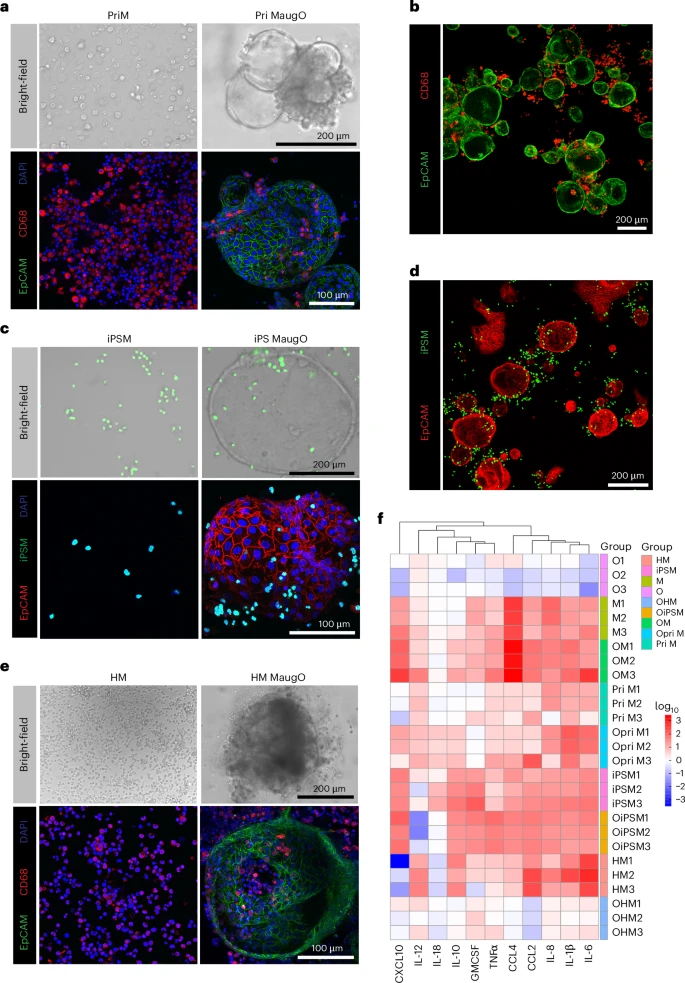 a
PriM
Pri MaugO
Bright-field
200 µm
EpCAM CD68 DAPI
100 µm
b
EpCAM CD68
200 µm
c
iPSM
iPS MaugO
Bright-field
200 µm
EpCAM iPSM DAPI
100 µm
d
EpCAM iPSM
200 µm
e
HM
HM MaugO
Bright-field
200 µm
EpCAM CD68 DAPI
100 µm
f
Group
O1
O2
O3
M1
M2
M3
OM1
OM2
OM3
Pri M1
Pri M2
Pri M3
Opri M1
Opri M2
Opri M3
iPSM1
iPSM2
iPSM3
OiPSM1
OiPSM2
OiPSM3
HM1
HM2
HM3
OHM1
OHM2
OHM3
CXCL10 IL-12 IL-18 IL-10 GMCSF TNFα CCL4 CCL2 IL-8 IL-1β IL-6
Group
HM
iPSM
M
O
OHM
OiPSM
OM
Opri M
Pri M
log10
3
2
1
0
−1
−2
−3